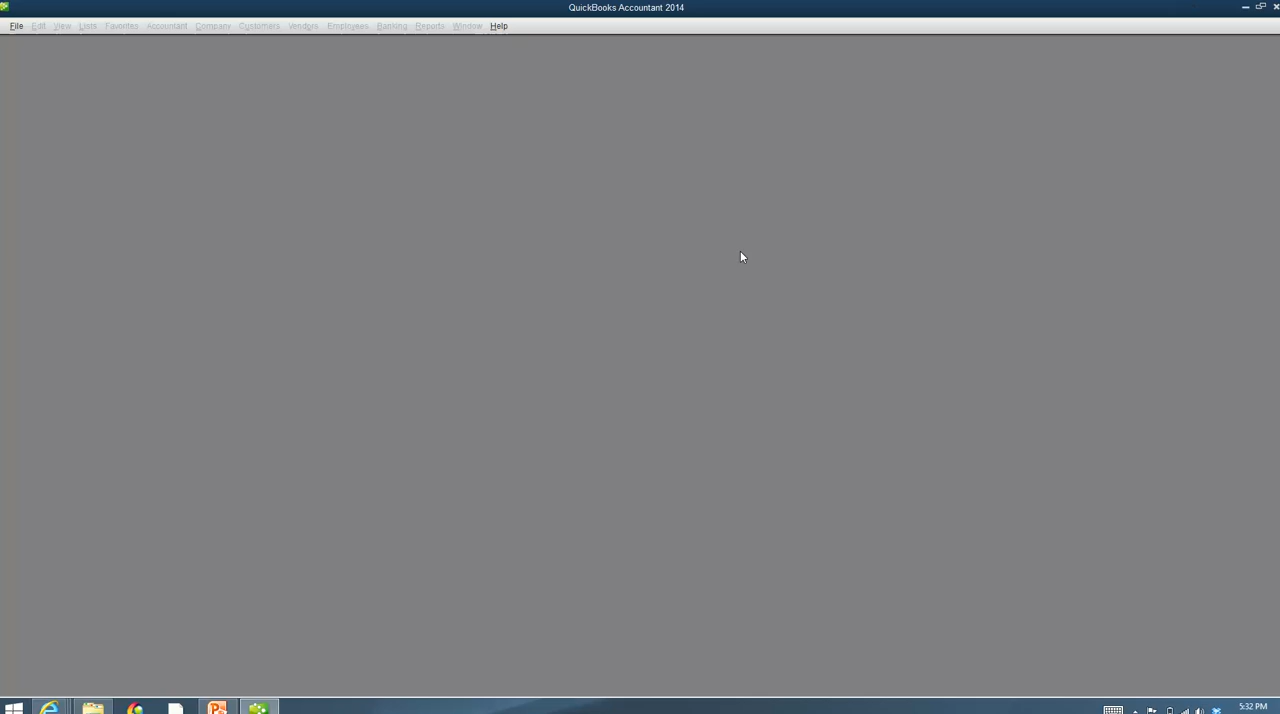 QuickBooks Accountant 2014
File Edit View Lists Favorites Accountant Company Customers Vendors Employees Banking Reports Window Help
5:32 PM